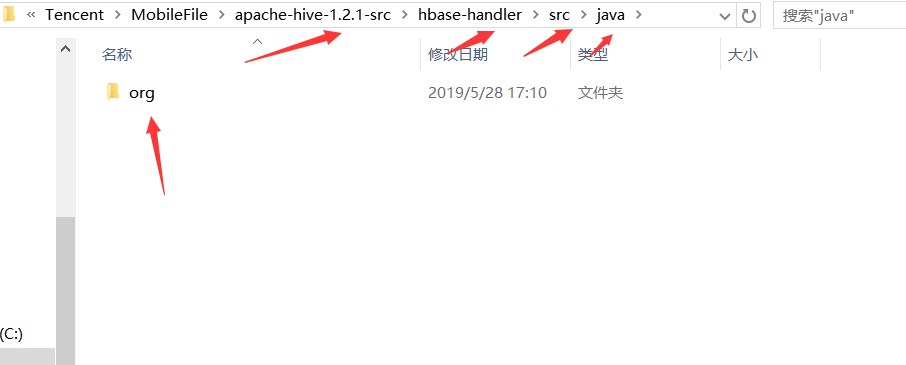 « Tencent > MobileFile > apache-hive-1.2.1-src > hbase-handler > src > java >
搜索"java"
名称 修改日期 类型 大小
org 2019/5/28 17:10 文件夹
(C:)